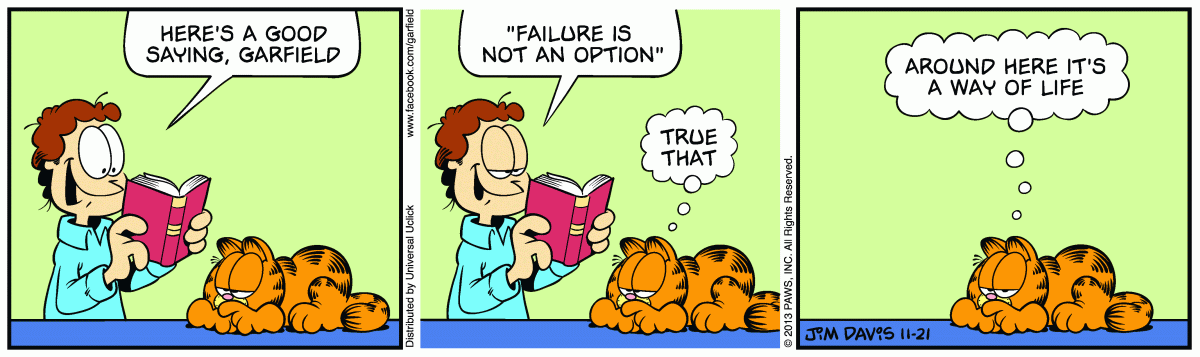 HERE'S A GOOD
SAYING, GARFIELD
www.facebook.com/garfield
Distributed by Universal Uclick
"FAILURE IS
NOT AN OPTION"
TRUE
THAT
© 2013 PAWS, INC. All Rights Reserved.
AROUND HERE IT'S
A WAY OF LIFE
JIM DAVIS 11-21